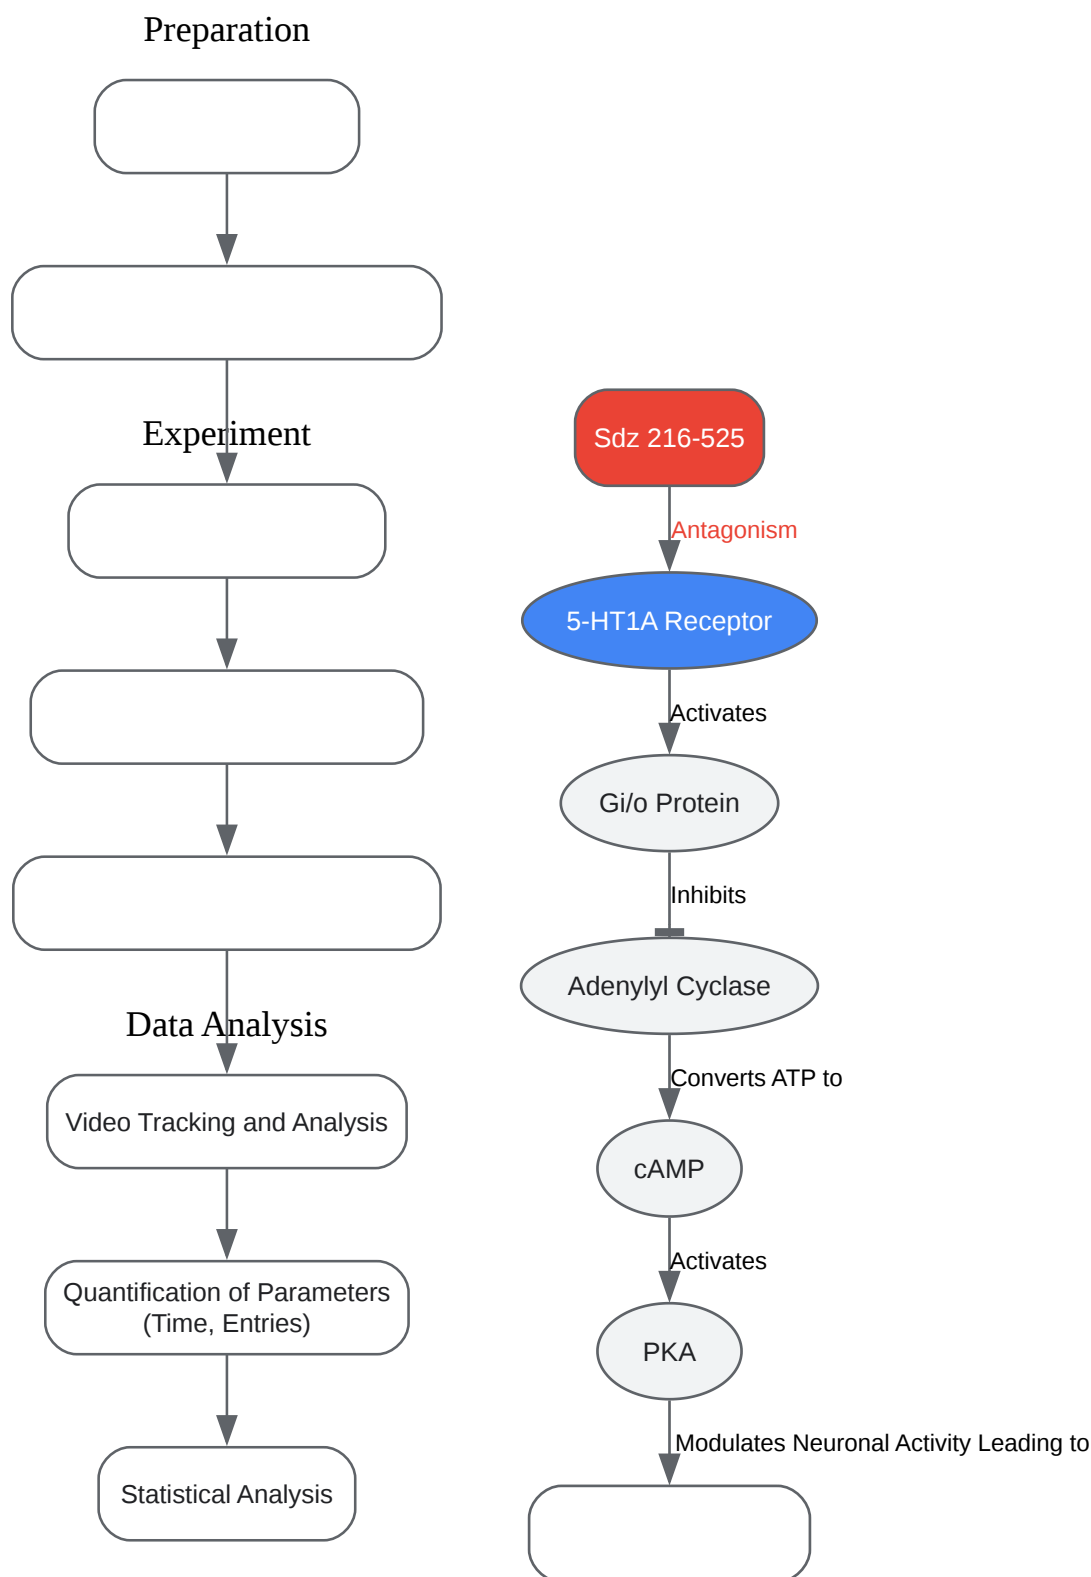 Preparation
Experiment
Data Analysis
Video Tracking and Analysis
Quantification of Parameters
(Time, Entries)
Statistical Analysis
Sdz 216-525
Antagonism
5-HT1A Receptor
Activates
Gi/o Protein
Inhibits
Adenylyl Cyclase
Converts ATP to
cAMP
Activates
PKA
Modulates Neuronal Activity Leading to